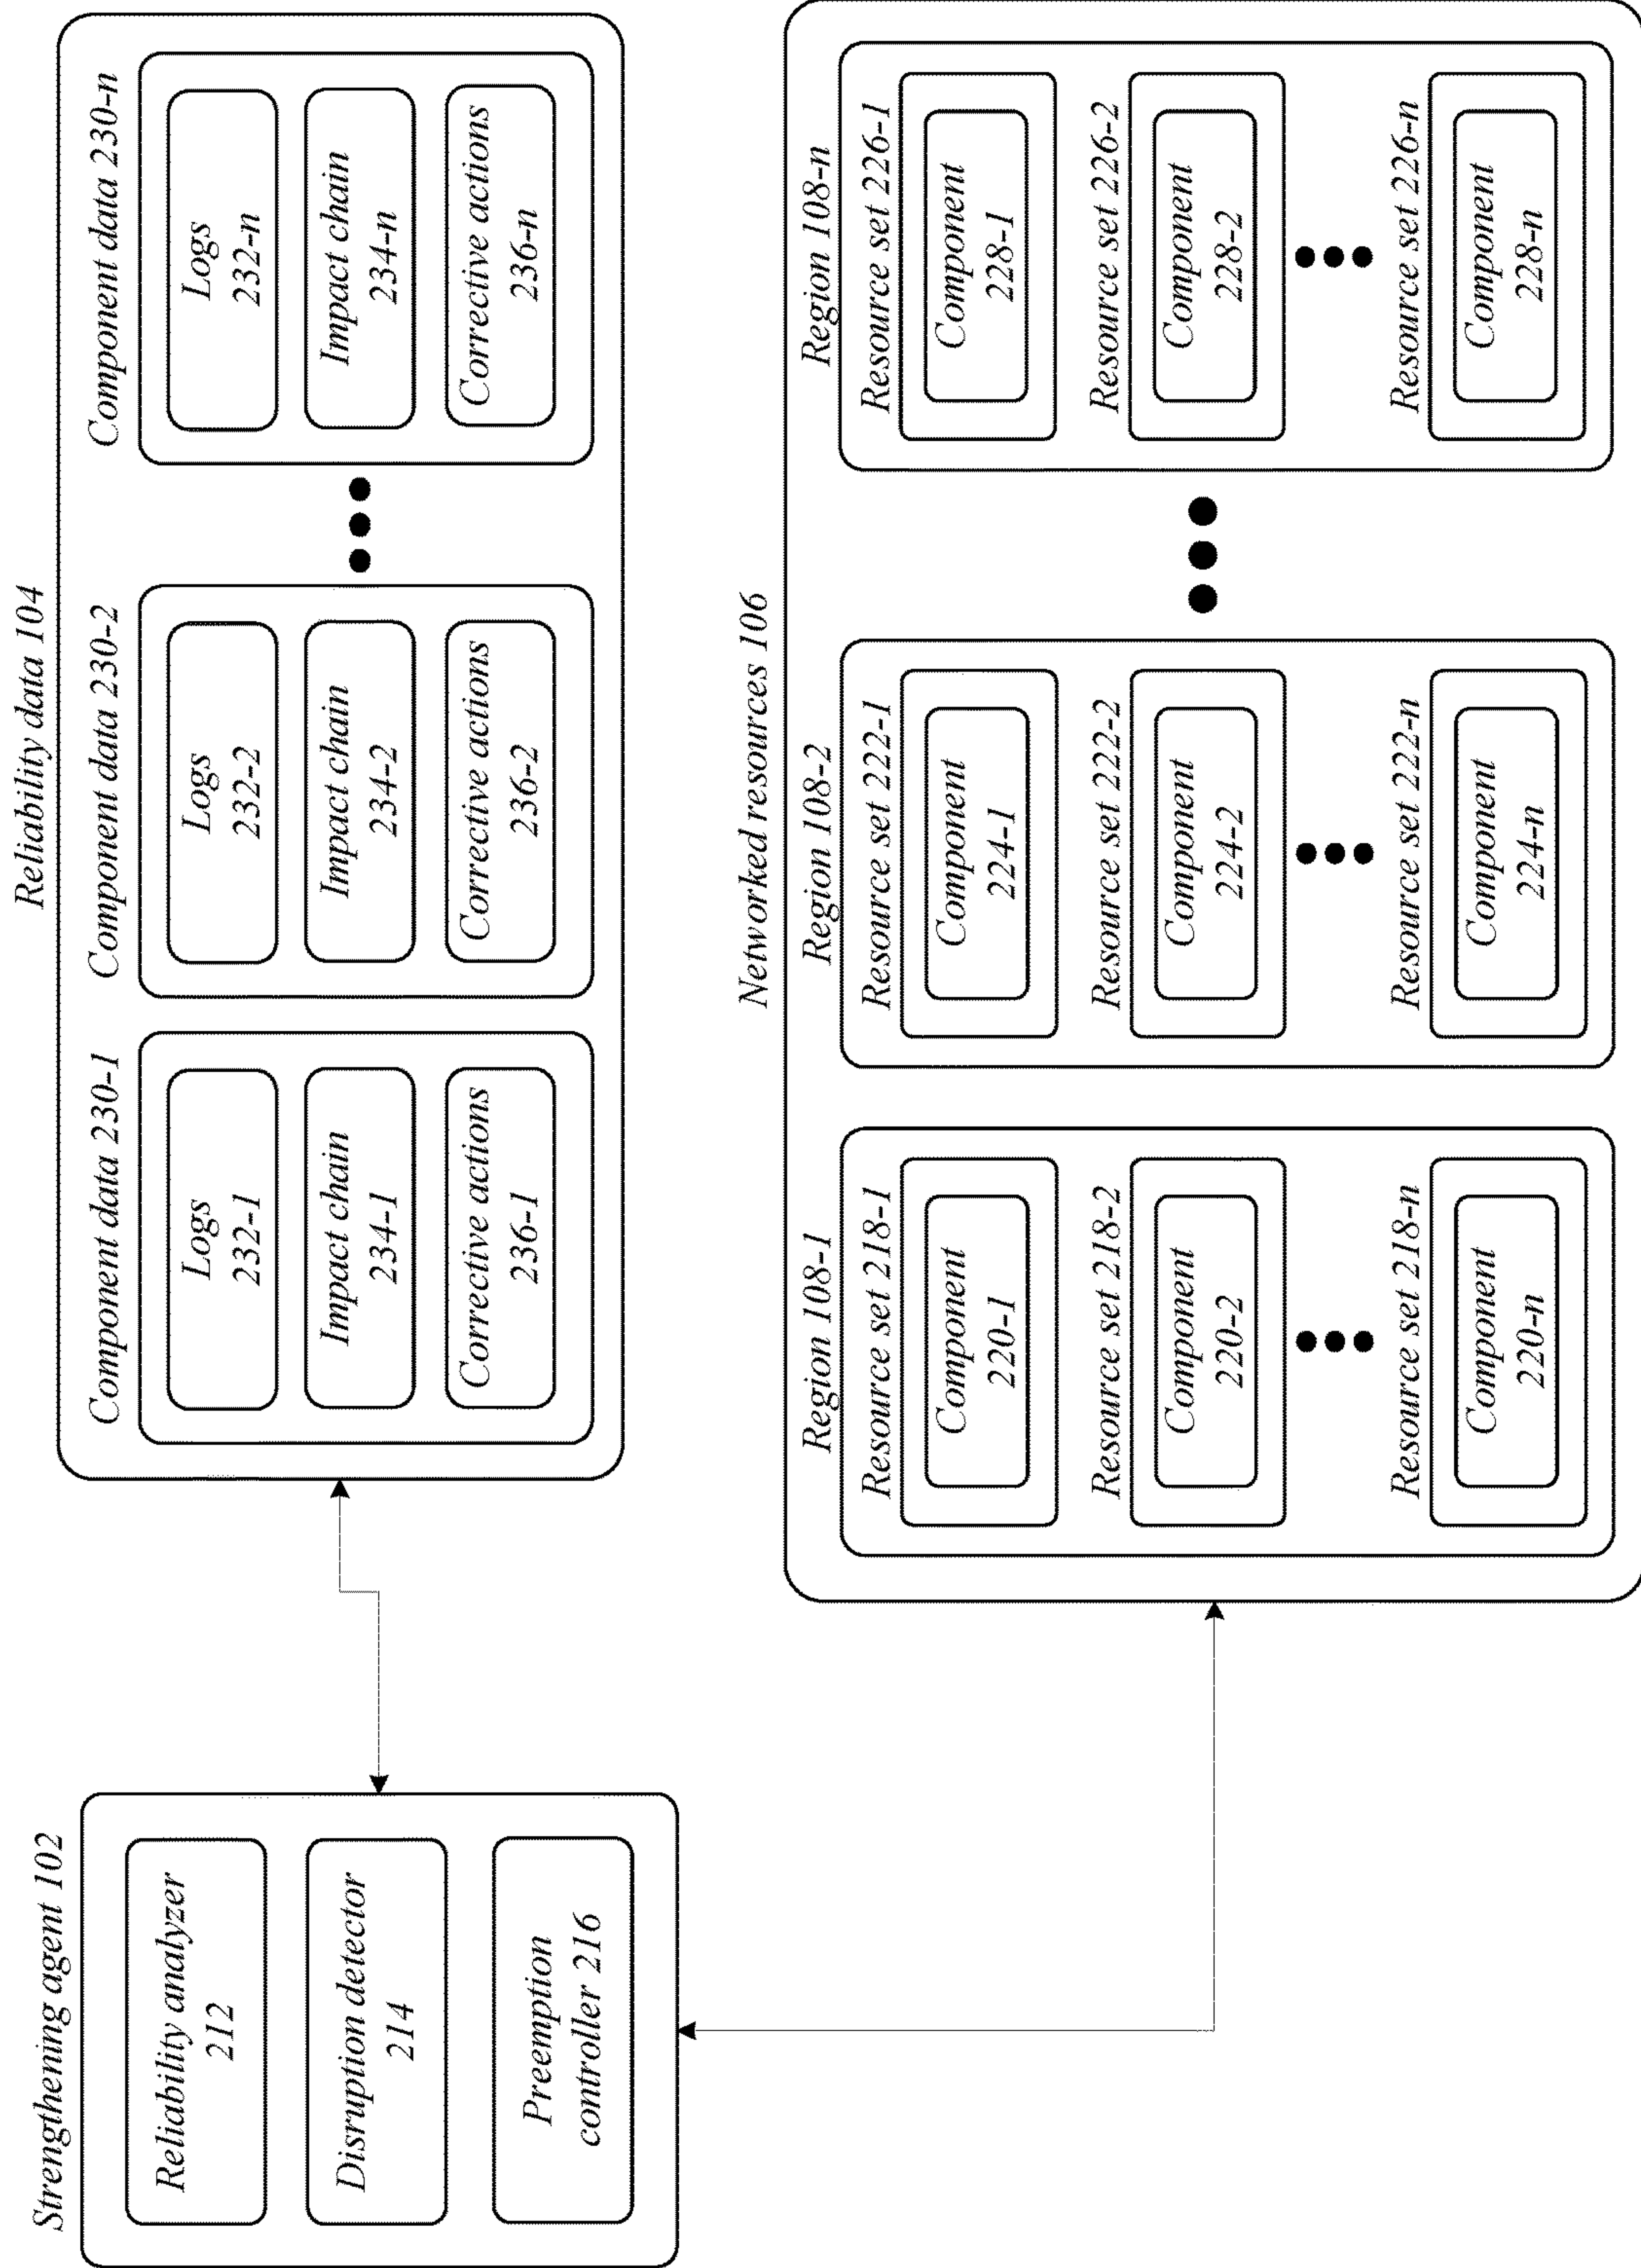 Strengthening agent 102
Reliability analyzer
212
Disruption detector
214
Preemption
controller 216
Reliability data 104
Component data 230-1
Logs
232-1
Impact chain
234-1
Corrective actions
236-1
Component data 230-2
Logs
232-2
Impact chain
234-2
Corrective actions
236-2
Component data 230-n
Logs
232-n
Impact chain
234-n
Corrective actions
236-n
Networked resources 106
Region 108-1
Resource set 218-1
Component
220-1
Resource set 218-2
Component
220-2
Resource set 218-n
Component
220-n
Region 108-2
Resource set 222-1
Component
224-1
Resource set 222-2
Component
224-2
Resource set 222-n
Component
224-n
Region 108-n
Resource set 226-1
Component
228-1
Resource set 226-2
Component
228-2
Resource set 226-n
Component
228-n